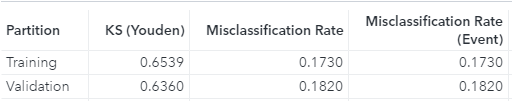 Partition KS (Youden) Misclassification Rate Misclassification Rate (Event)
Training 0.6539 0.1730 0.1730
Validation 0.6360 0.1820 0.1820